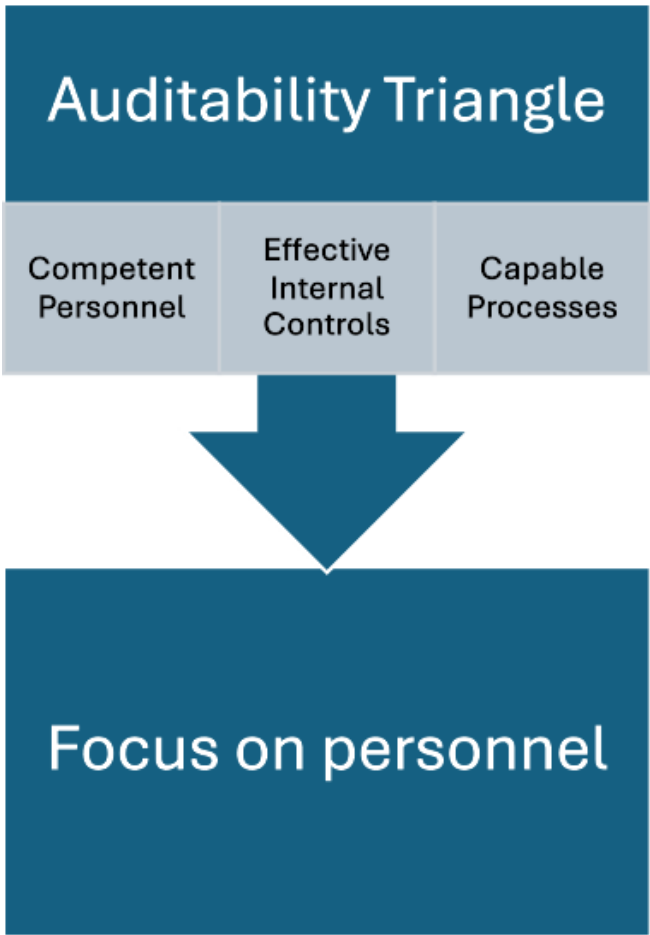 Auditability Triangle
Competent
Personnel
Effective
Internal
Controls
Capable
Processes
Focus on personnel